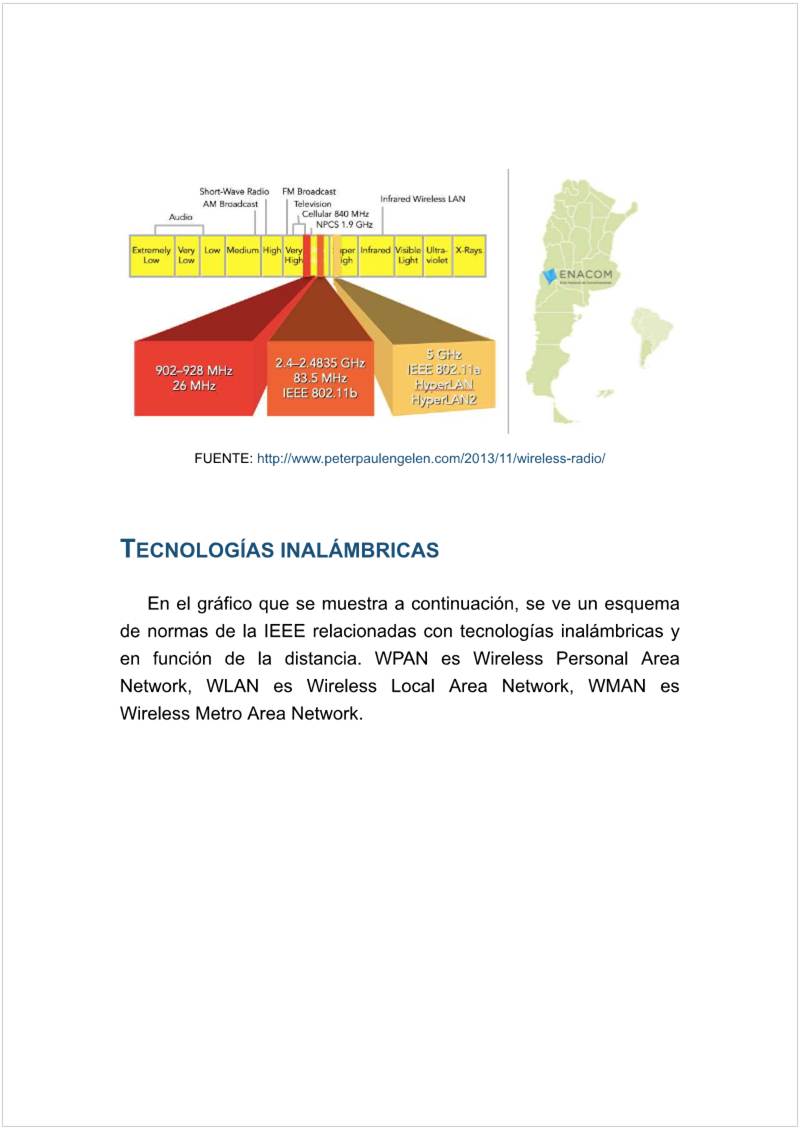 Short-Wave Radio
FM Broadcast
Infrared Wireless LAN
AM Broadcast
Television
Audio
Cellular 840 MHz
NPCS 1.9 GHz
Extremely Low
Very Low
Low
Medium
High
Very High
Infrared
Visible Light
Ultra-violet
X-Rays
902–928 MHz
26 MHz
2.4–2.4835 GHz
83.5 MHz
IEEE 802.11b
5 GHz
IEEE 802.11a
HyperLAN
HyperLAN2
ENACOM
FUENTE: http://www.peterpaulengelen.com/2013/11/wireless-radio/
TECNOLOGÍAS INALÁMBRICAS
En el gráfico que se muestra a continuación, se ve un esquema
de normas de la IEEE relacionadas con tecnologías inalámbricas y
en función de la distancia. WPAN es Wireless Personal Area
Network, WLAN es Wireless Local Area Network, WMAN es
Wireless Metro Area Network.